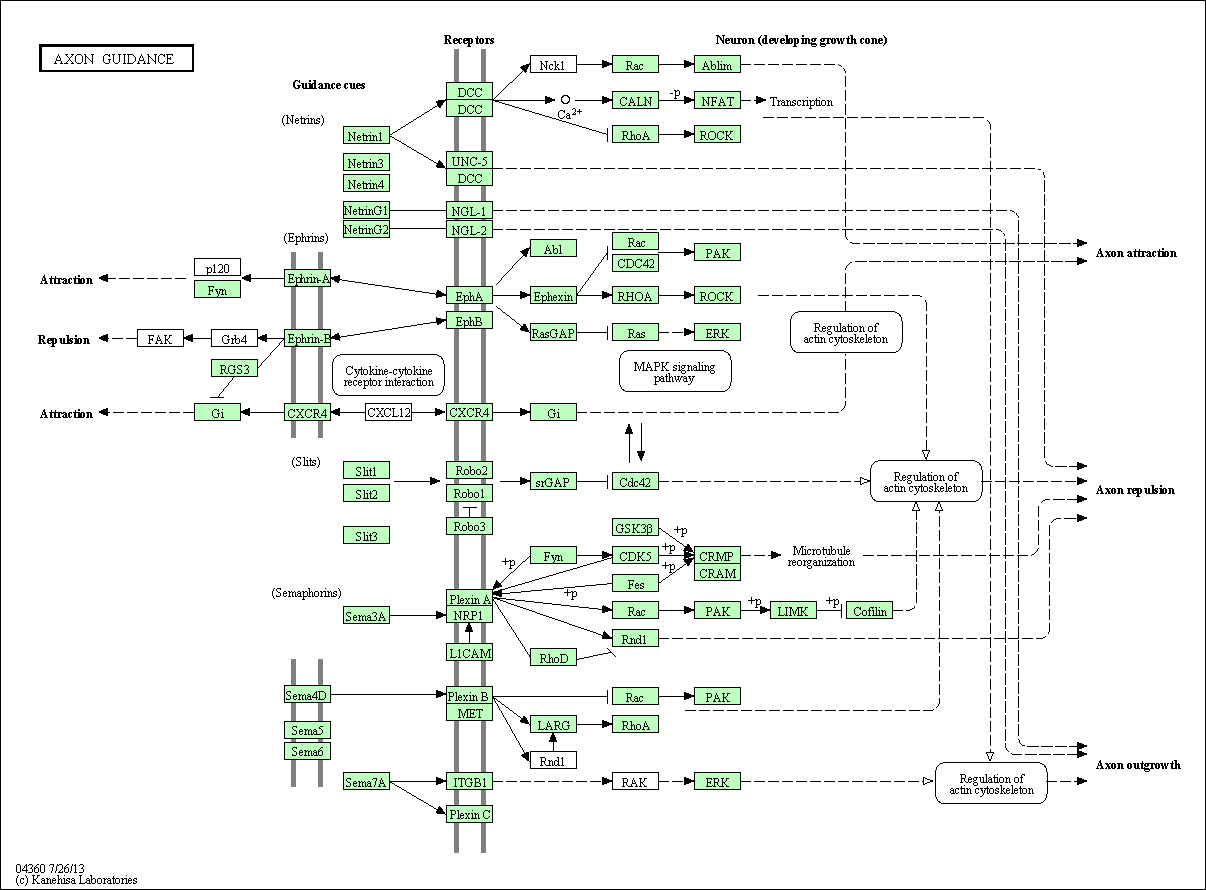 AXON GUIDANCE
Receptors
Neuron (developing growth cone)
Guidance cues
(Netrins)
Nck1
Rac
Ablim
DCC
DCC
Ca2+
CALN
-p
NFAT
Transcription
Netrin1
RhoA
ROCK
Netrin3
UNC-5
DCC
Netrin4
NetrinG1
NGL-1
NetrinG2
NGL-2
(Ephrins)
Abl
Rac
CDC42
PAK
Axon attraction
Attraction
p120
Fyn
Ephrin-A
EphA
Ephexin
RHOA
ROCK
EphB
RasGAP
Ras
ERK
Regulation of
actin cytoskeleton
Repulsion
FAK
Grb4
Ephrin-B
RGS3
Cytokine-cytokine
receptor interaction
MAPK signaling
pathway
Attraction
Gi
CXCR4
CXCL12
CXCR4
Gi
(Slits)
Slit1
Slit2
Robo2
Robo1
srGAP
Cdc42
Regulation of
actin cytoskeleton
Axon repulsion
Slit3
Robo3
GSK3β
+p
Fyn
+p
CDK5
+p
CRMP
CRAM
Microtubule
reorganization
Fes
+p
+p
(Semaphorins)
Sema3A
Plexin A
NRP1
Rac
PAK
+p
LIMK
+p
Cofilin
Rnd1
L1CAM
RhoD
Sema4D
Plexin B
MET
Rac
PAK
Sema5
LARG
RhoA
Sema6
Rnd1
Sema7A
ITGB1
RAK
ERK
Regulation of
actin cytoskeleton
Axon outgrowth
Plexin C
04360 7/26/13
(c) Kanehisa Laboratories